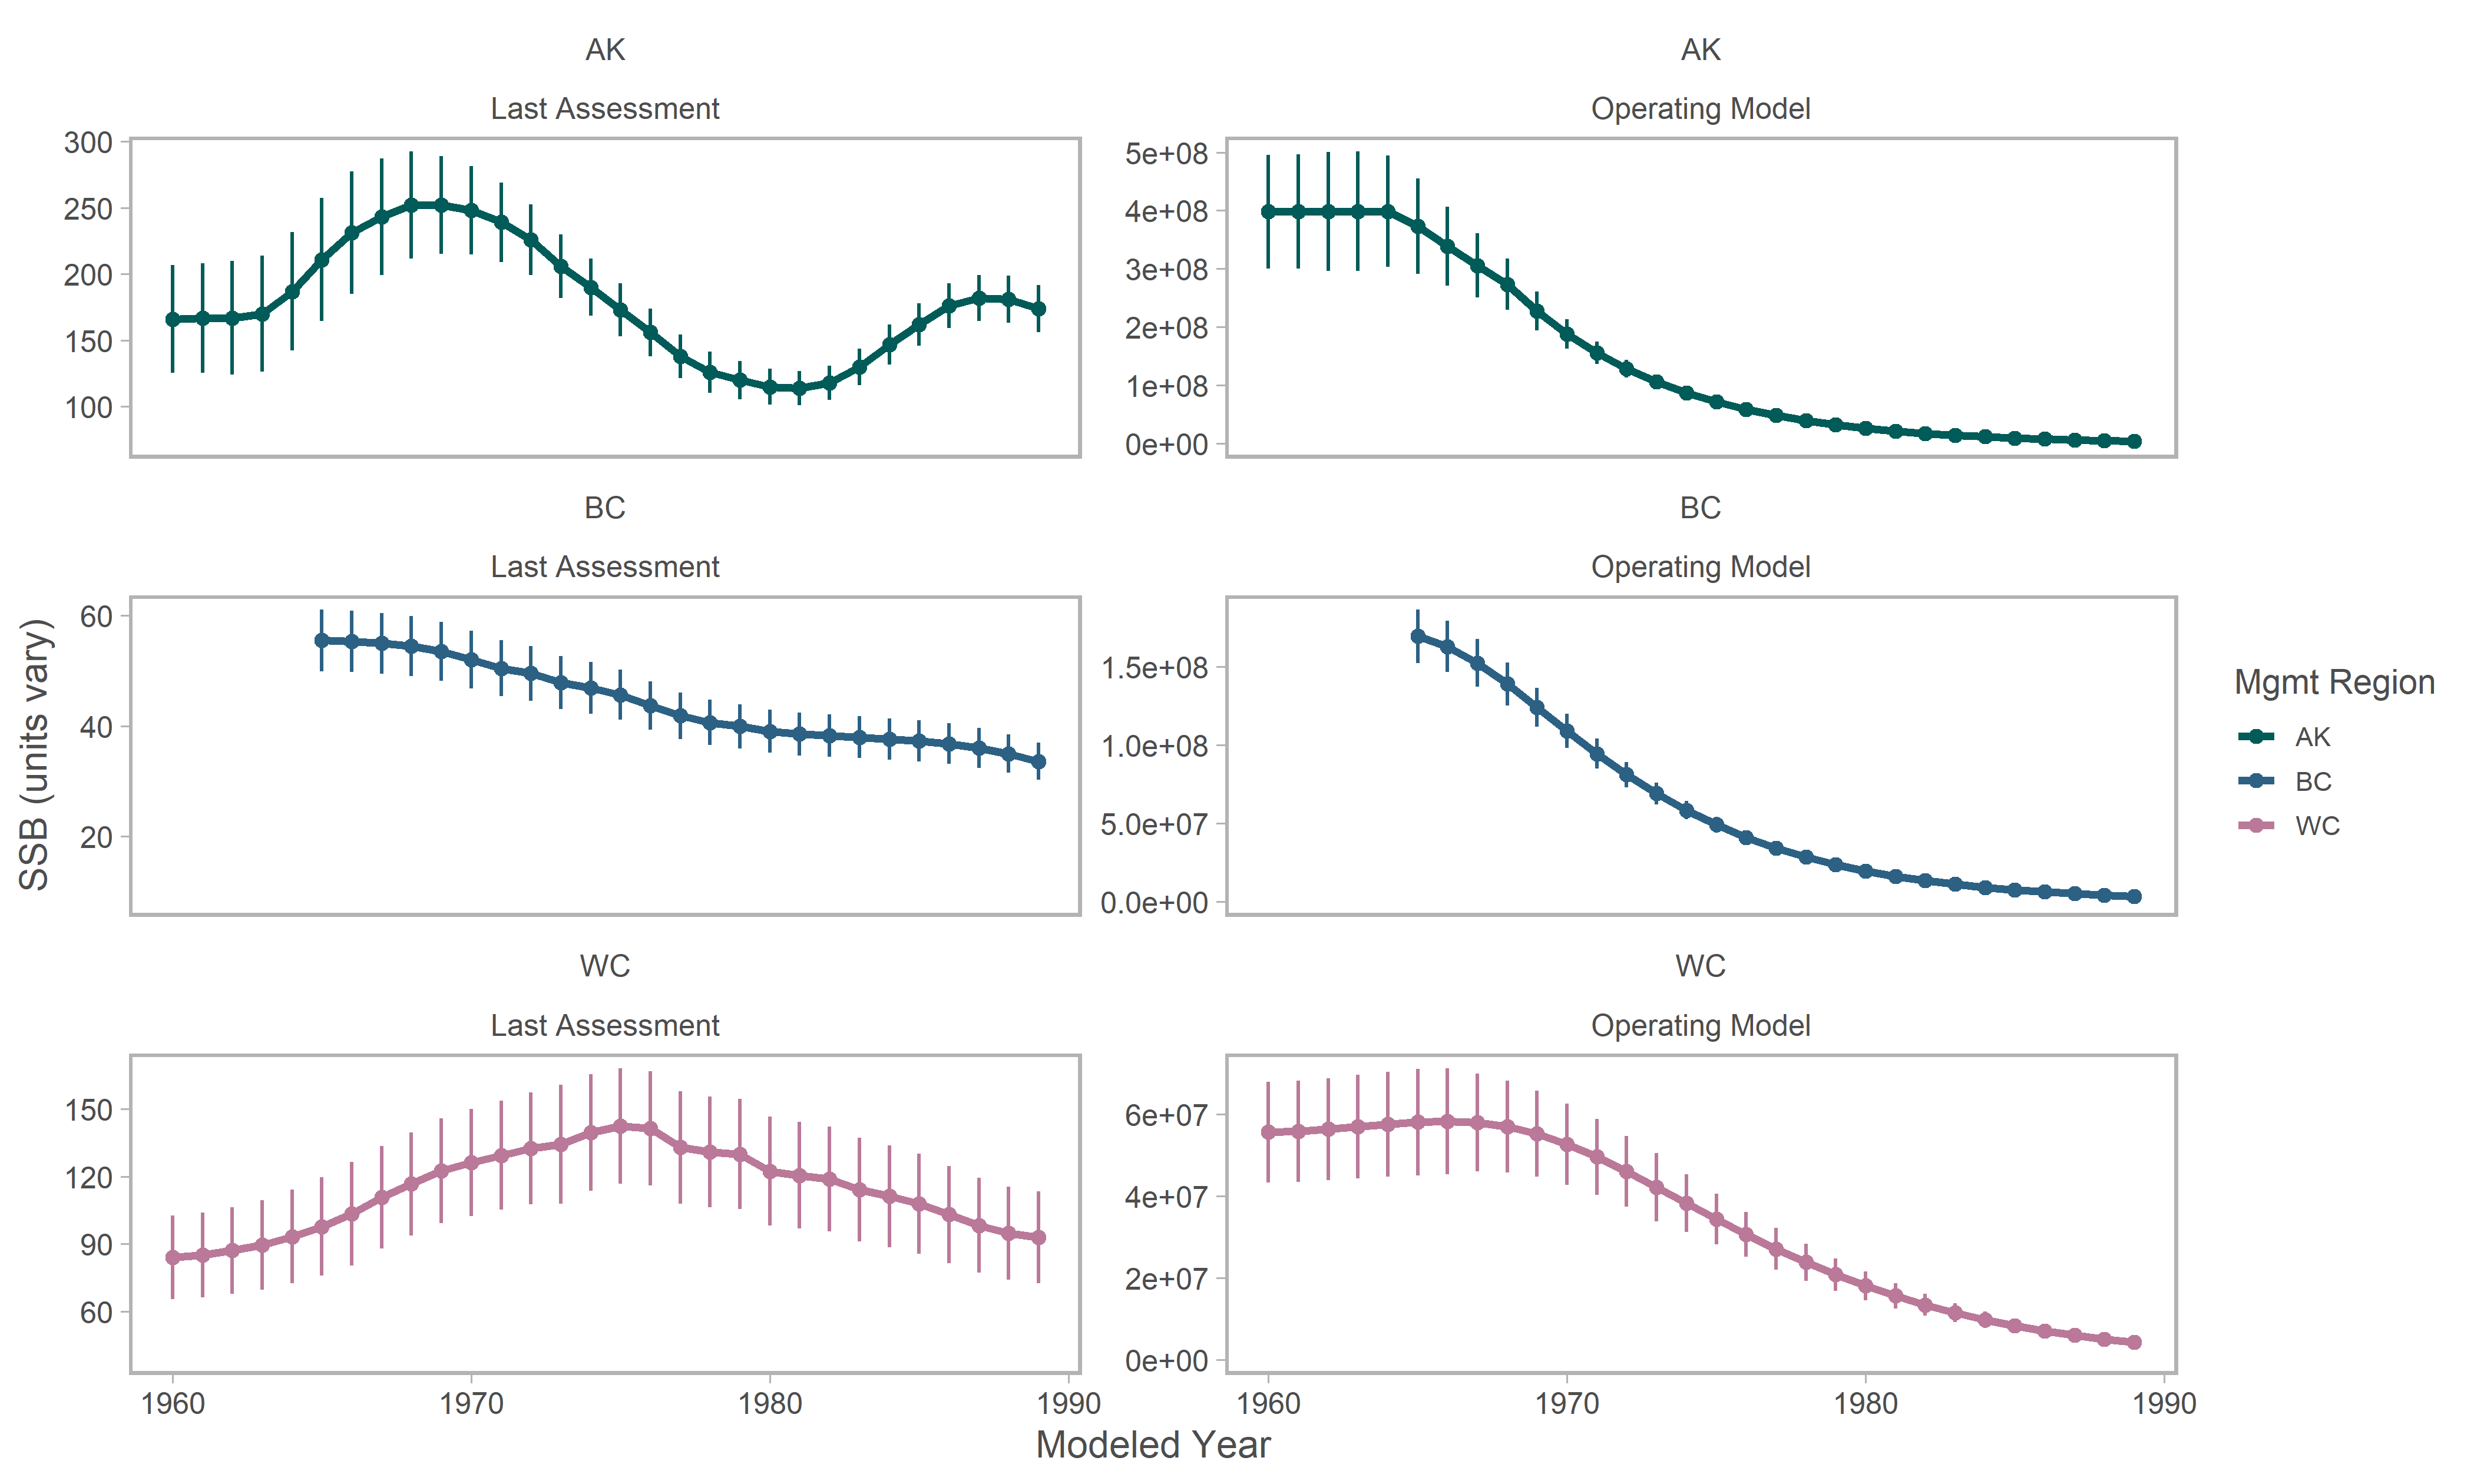 AK
Last Assessment
300
250
200
150
100
AK
Operating Model
5e+08
4e+08
3e+08
2e+08
1e+08
0e+00
BC
Last Assessment
60
40
20
BC
Operating Model
1.5e+08
1.0e+08
5.0e+07
0.0e+00
WC
Last Assessment
150
120
90
60
1960 1970 1980 1990
WC
Operating Model
6e+07
4e+07
2e+07
0e+00
1960 1970 1980 1990
SSB (units vary)
Modeled Year
Mgmt Region
AK
BC
WC